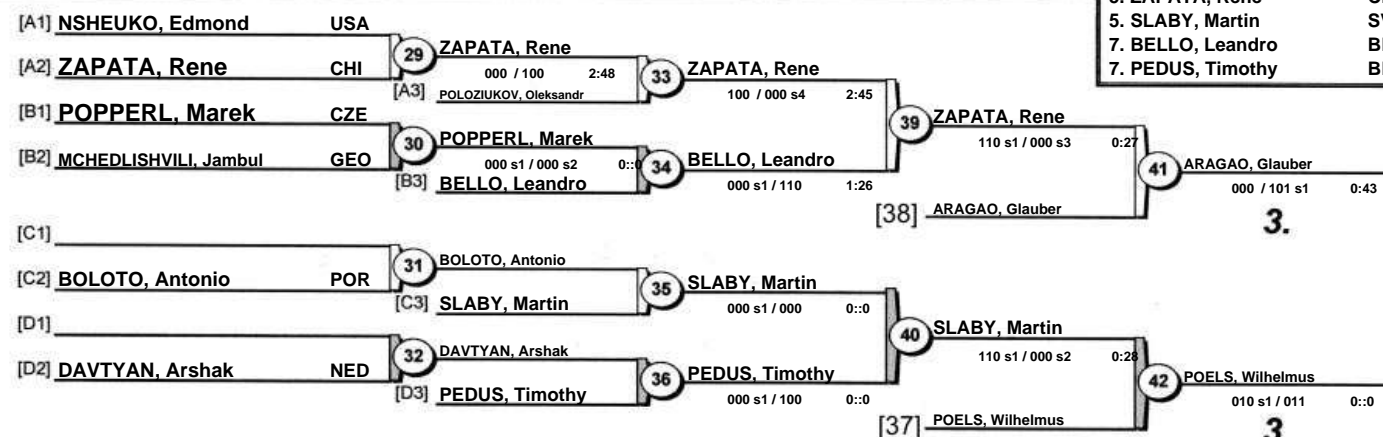 5. SLABY, Martin
7. BELLO, Leandro
7. PEDUS, Timothy
[A1] NSHEUKO, Edmond USA
[A2] ZAPATA, Rene CHI
29
ZAPATA, Rene
000 / 100 2:48
[A3] POLOZIUKOV, Oleksandr
33
ZAPATA, Rene
100 / 000 s4 2:45
[B1] POPPERL, Marek CZE
[B2] MCHEDLISHVILI, Jambul GEO
30
POPPERL, Marek
000 s1 / 000 s2 0::0
[B3] BELLO, Leandro
34
BELLO, Leandro
000 s1 / 110 1:26
39
ZAPATA, Rene
110 s1 / 000 s3 0:27
[38] ARAGAO, Glauber
41
ARAGAO, Glauber
000 / 101 s1 0:43
3.
[C1]
[C2] BOLOTO, Antonio POR
31
BOLOTO, Antonio
[C3] SLABY, Martin
35
SLABY, Martin
000 s1 / 000 0::0
[D1]
[D2] DAVTYAN, Arshak NED
32
DAVTYAN, Arshak
[D3] PEDUS, Timothy
36
PEDUS, Timothy
000 s1 / 100 0::0
40
SLABY, Martin
110 s1 / 000 s2 0:28
[37] POELS, Wilhelmus
42
POELS, Wilhelmus
010 s1 / 011 0::0
3